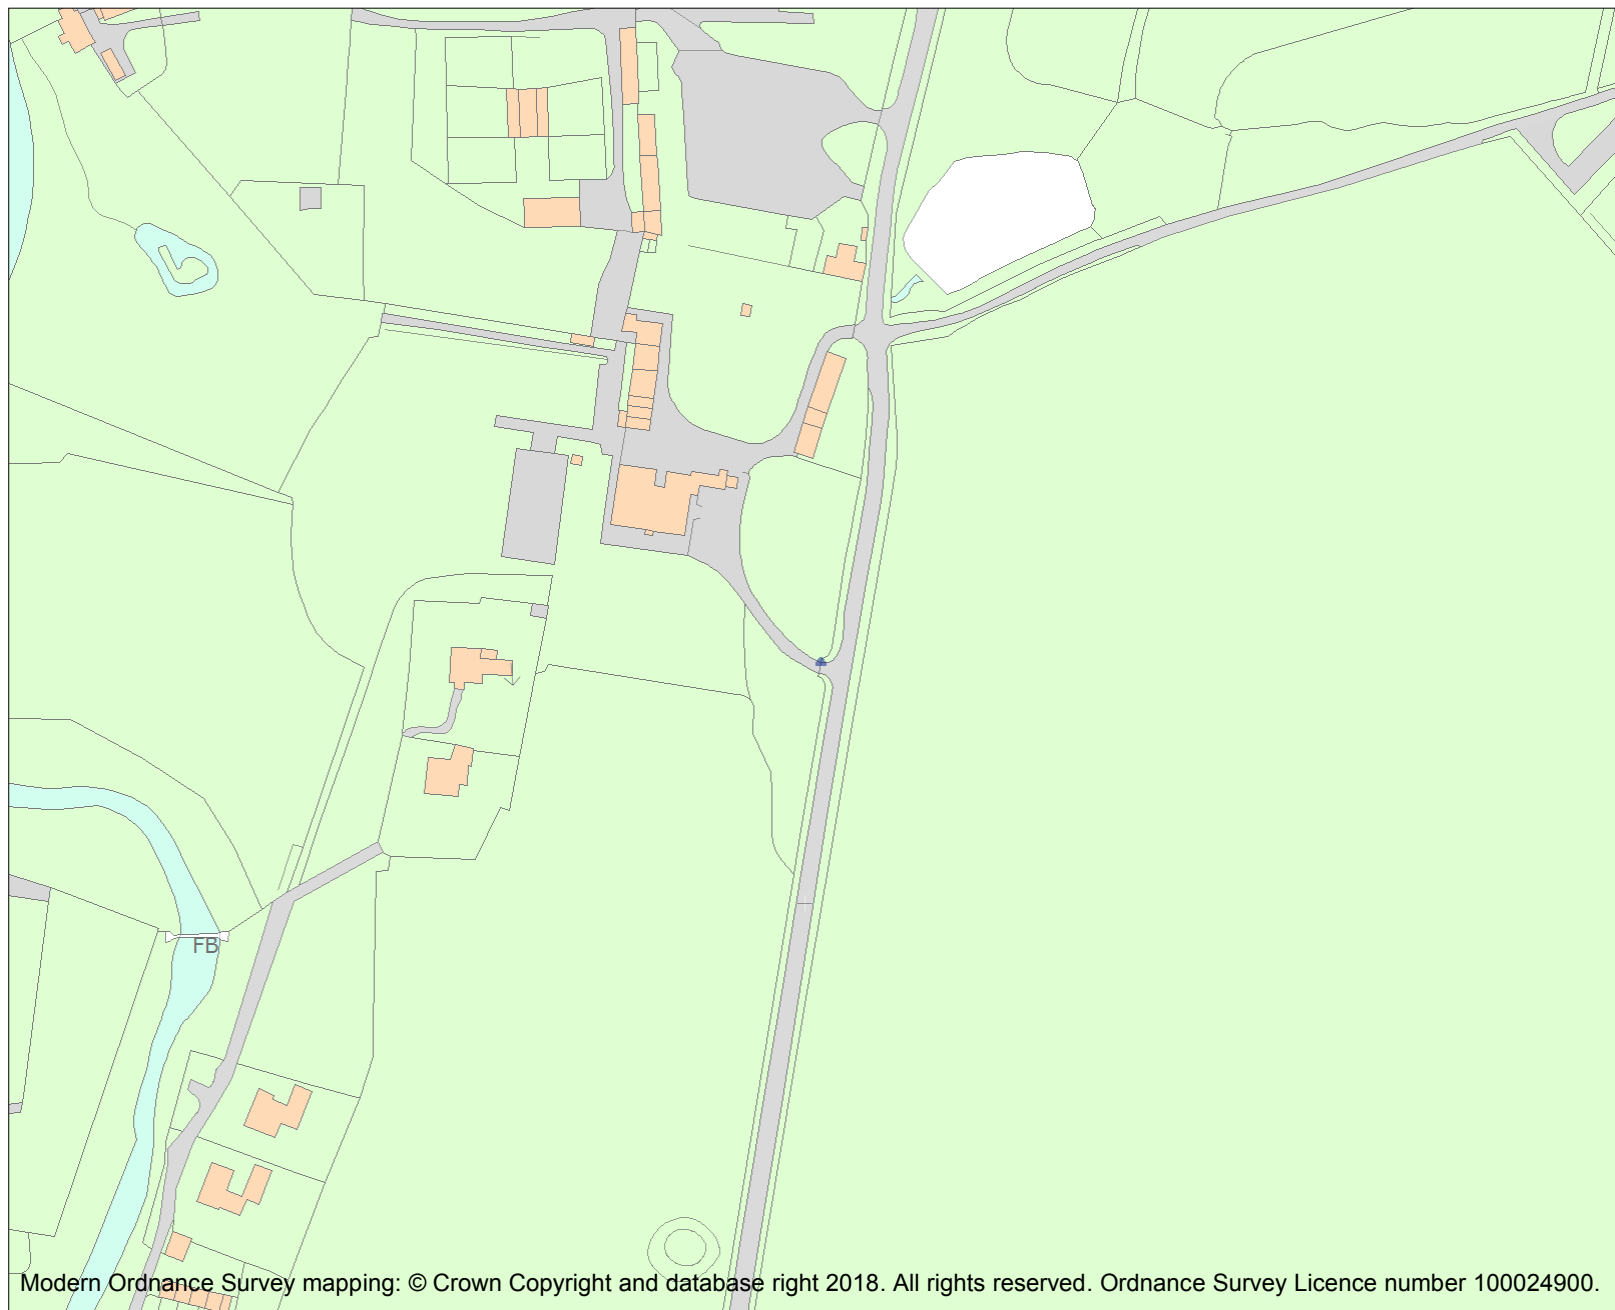 FB
Modern Ordnance Survey mapping: © Crown Copyright and database right 2018. All rights reserved. Ordnance Survey Licence number 100024900.